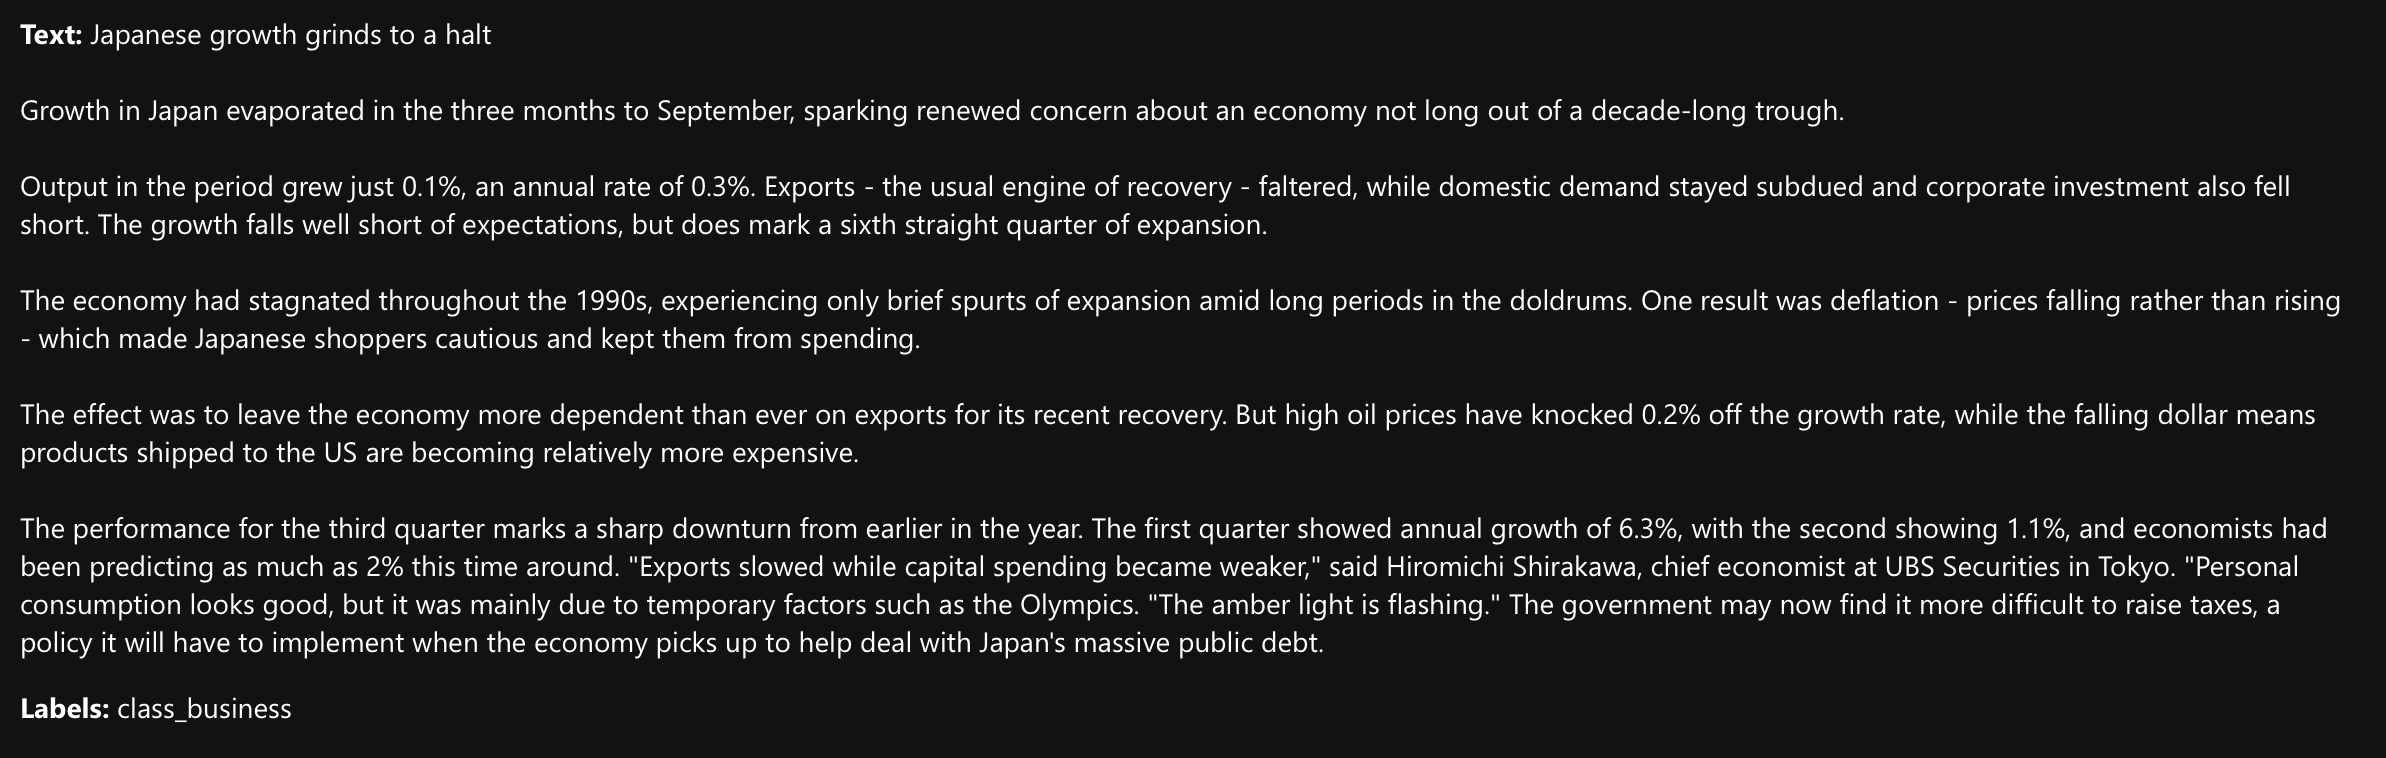 Text: Japanese growth grinds to a halt
Growth in Japan evaporated in the three months to September, sparking renewed concern about an economy not long out of a decade-long trough.
Output in the period grew just 0.1%, an annual rate of 0.3%. Exports - the usual engine of recovery - faltered, while domestic demand stayed subdued and corporate investment also fell
short. The growth falls well short of expectations, but does mark a sixth straight quarter of expansion.
The economy had stagnated throughout the 1990s, experiencing only brief spurts of expansion amid long periods in the doldrums. One result was deflation - prices falling rather than rising
- which made Japanese shoppers cautious and kept them from spending.
The effect was to leave the economy more dependent than ever on exports for its recent recovery. But high oil prices have knocked 0.2% off the growth rate, while the falling dollar means
products shipped to the US are becoming relatively more expensive.
The performance for the third quarter marks a sharp downturn from earlier in the year. The first quarter showed annual growth of 6.3%, with the second showing 1.1%, and economists had
been predicting as much as 2% this time around. "Exports slowed while capital spending became weaker," said Hiromichi Shirakawa, chief economist at UBS Securities in Tokyo. "Personal
consumption looks good, but it was mainly due to temporary factors such as the Olympics. "The amber light is flashing." The government may now find it more difficult to raise taxes, a
policy it will have to implement when the economy picks up to help deal with Japan's massive public debt.
Labels: class_business